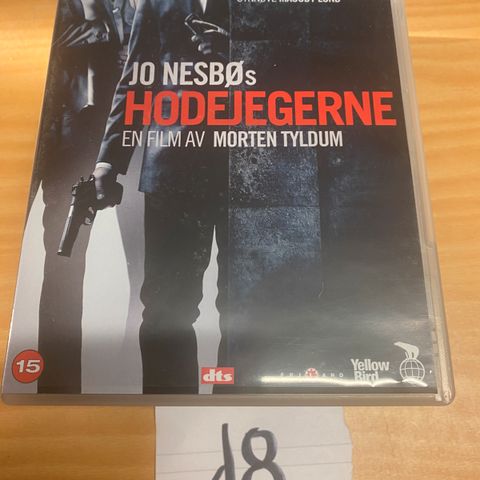 JO NESBØs
HODEJEGERNE
EN FILM AV MORTEN TYLDUM
15
dts
Yellow
Bird
18